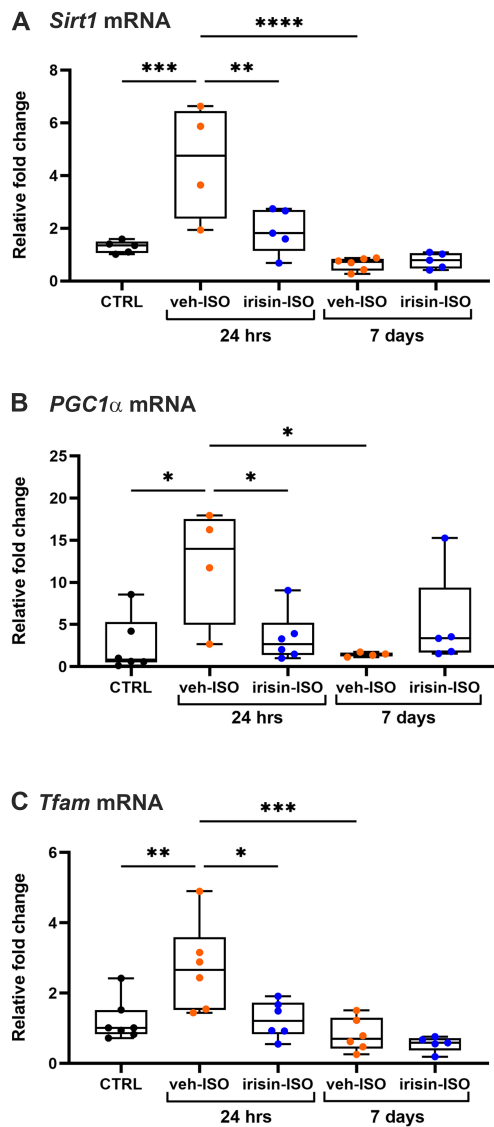 A Sirt1 mRNA
****
*** **
Relative fold change
8
6
4
2
0
CTRL veh-ISO irisin-ISO veh-ISO irisin-ISO
24 hrs 7 days
B PGC1α mRNA
*
* *
Relative fold change
25
20
15
10
5
0
CTRL veh-ISO irisin-ISO veh-ISO irisin-ISO
24 hrs 7 days
C Tfam mRNA
***
** *
Relative fold change
6
4
2
0
CTRL veh-ISO irisin-ISO veh-ISO irisin-ISO
24 hrs 7 days